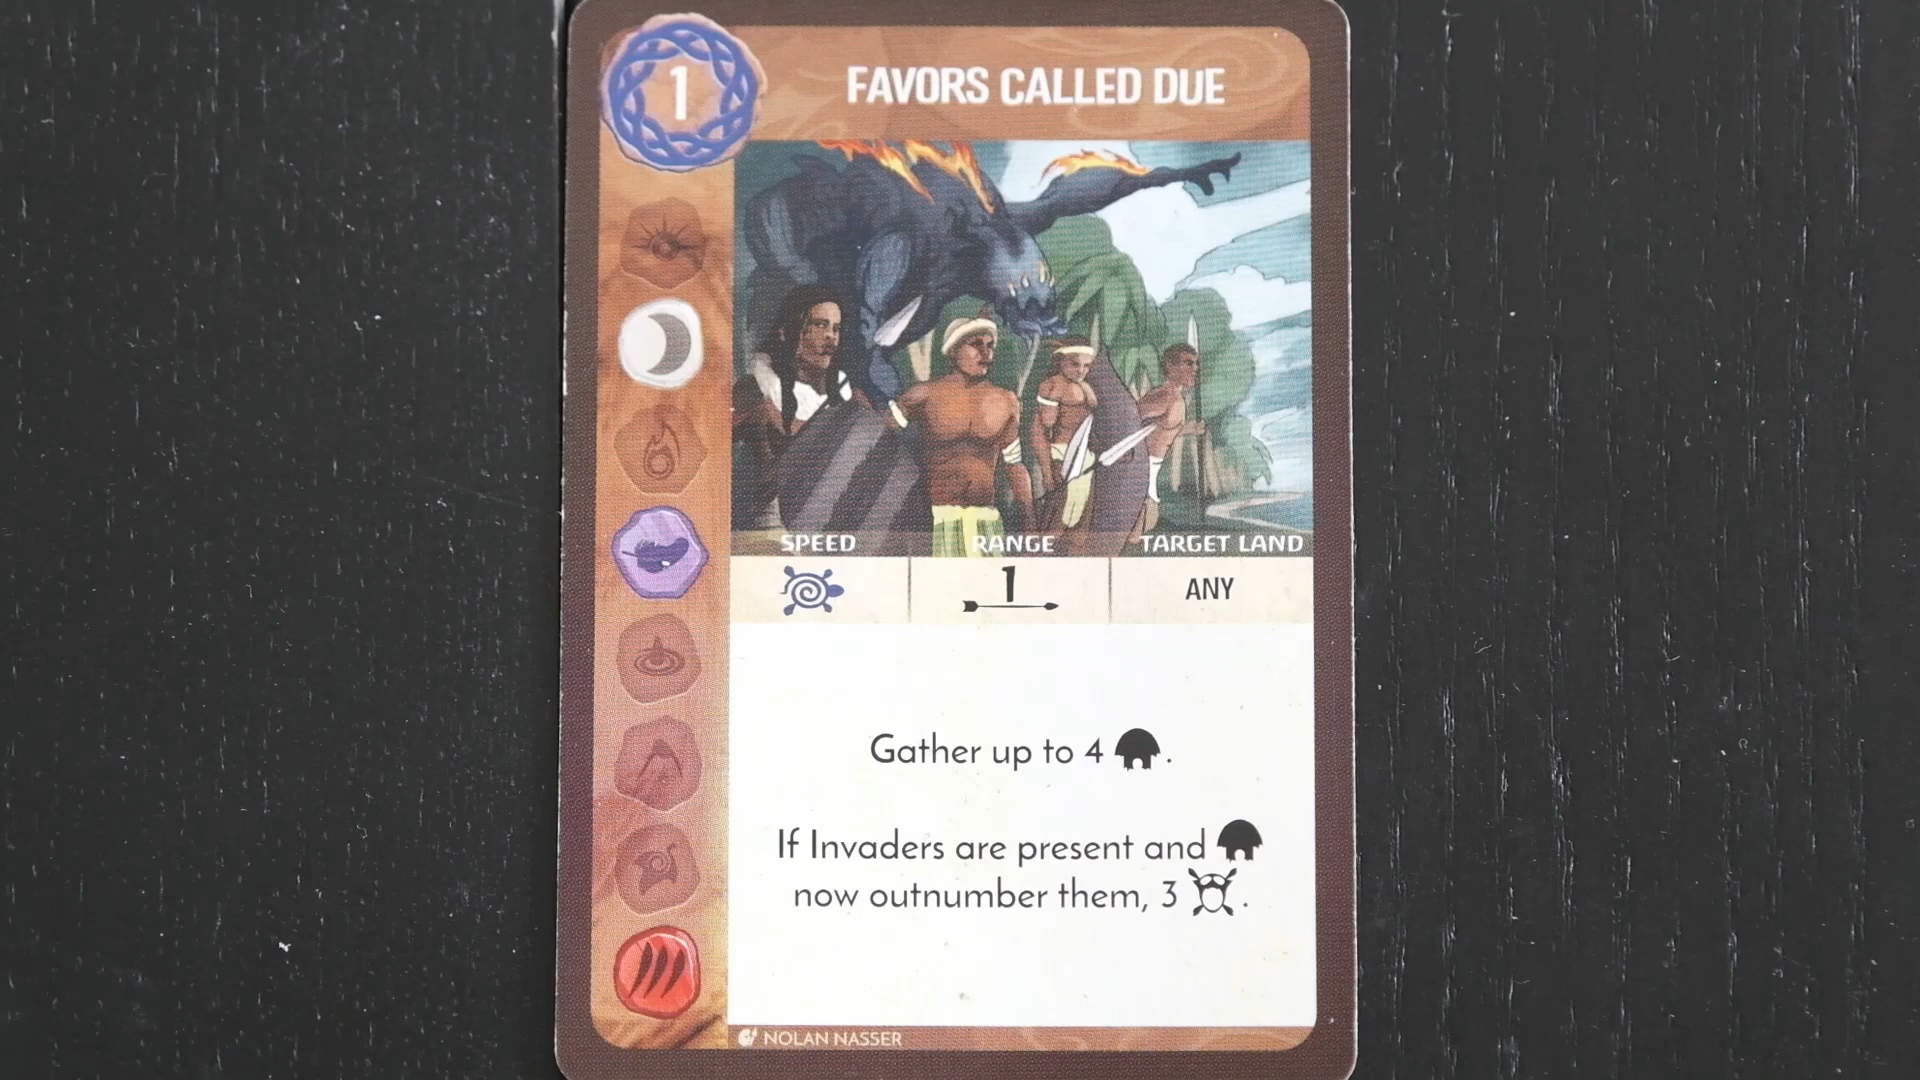 1
FAVORS CALLED DUE
SPEED RANGE TARGET LAND
1 ANY
Gather up to 4 .
If Invaders are present and
now outnumber them, 3 .
NOLAN NASSER